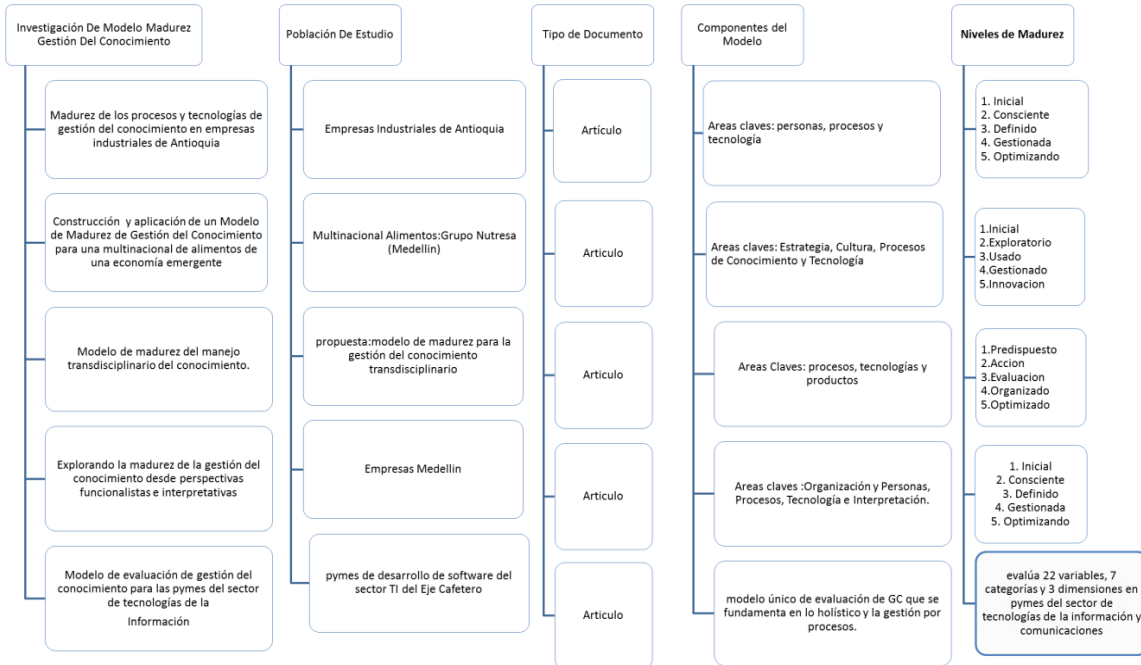 Investigación De Modelo Madurez
Gestión Del Conocimiento
Madurez de los procesos y tecnologías de
gestión del conocimiento en empresas
industriales de Antioquia
Construcción y aplicación de un Modelo
de Madurez de Gestión del Conocimiento
para una multinacional de alimentos de
una economía emergente
Modelo de madurez del manejo
transdisciplinario del conocimiento.
Explorando la madurez de la gestión del
conocimiento desde perspectivas
funcionalistas e interpretativas
Modelo de evaluación de gestión del
conocimiento para las pymes del sector
de tecnologías de la
Información
Población De Estudio
Empresas Industriales de Antioquia
Multinacional Alimentos:Grupo Nutresa
(Medellin)
propuesta:modelo de madurez para la
gestión del conocimiento
transdisciplinario
Empresas Medellin
pymes de desarrollo de software del
sector TI del Eje Cafetero
Tipo de Documento
Artículo
Articulo
Articulo
Articulo
Articulo
Componentes del
Modelo
Areas claves: personas, procesos y
tecnología
Areas claves: Estrategia, Cultura, Procesos
de Conocimiento y Tecnología
Areas Claves: procesos, tecnologías y
productos
Areas claves :Organización y Personas,
Procesos, Tecnología e Interpretación.
modelo único de evaluación de GC que se
fundamenta en lo holístico y la gestión por
procesos.
Niveles de Madurez
1. Inicial
2. Consciente
3. Definido
4. Gestionada
5. Optimizando
1.Inicial
2.Exploratorio
3.Usado
4.Gestionado
5.Innovacion
1.Predispuesto
2.Accion
3.Evaluacion
4.Organizado
5.Optimizado
1. Inicial
2. Consciente
3. Definido
4. Gestionada
5. Optimizando
evalúa 22 variables, 7
categorías y 3 dimensiones en
pymes del sector de
tecnologías de la información y
comunicaciones